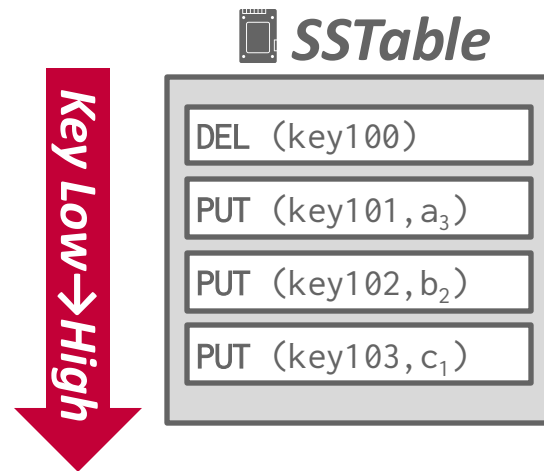 SSTable
Key Low→High
DEL (key100)
PUT (key101,a₃)
PUT (key102,b₂)
PUT (key103,c₁)